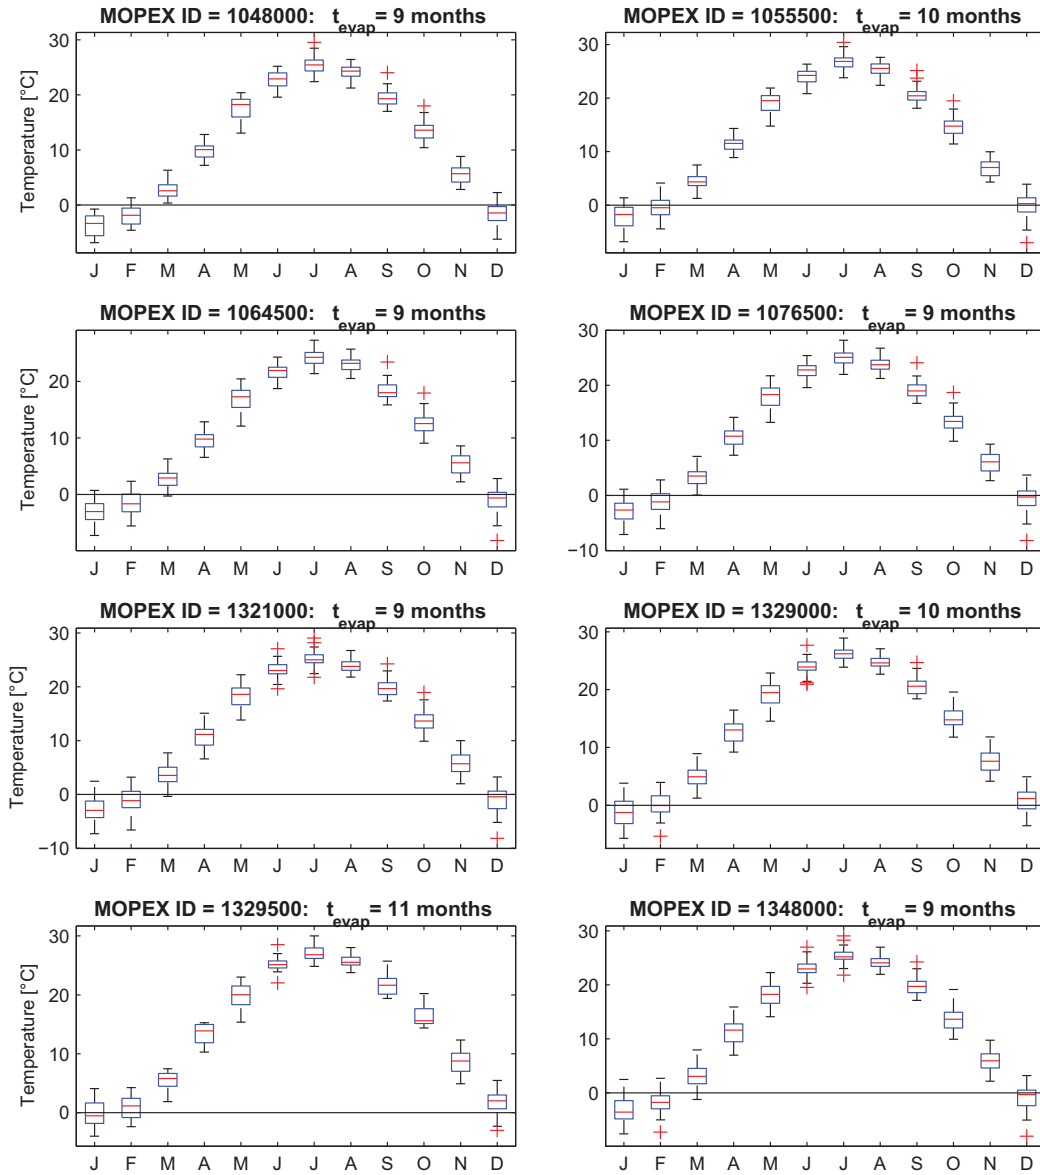 MOPEX ID = 1048000: t_evap = 9 months
MOPEX ID = 1055500: t_evap = 10 months
Temperature [°C]
30
20
10
0
J F M A M J J A S O N D
30
20
10
0
J F M A M J J A S O N D
MOPEX ID = 1064500: t_evap = 9 months
MOPEX ID = 1076500: t_evap = 9 months
Temperature [°C]
20
10
0
J F M A M J J A S O N D
30
20
10
0
−10
J F M A M J J A S O N D
MOPEX ID = 1321000: t_evap = 9 months
MOPEX ID = 1329000: t_evap = 10 months
Temperature [°C]
30
20
10
0
−10
J F M A M J J A S O N D
30
20
10
0
J F M A M J J A S O N D
MOPEX ID = 1329500: t_evap = 11 months
MOPEX ID = 1348000: t_evap = 9 months
Temperature [°C]
30
20
10
0
J F M A M J J A S O N D
30
20
10
0
J F M A M J J A S O N D